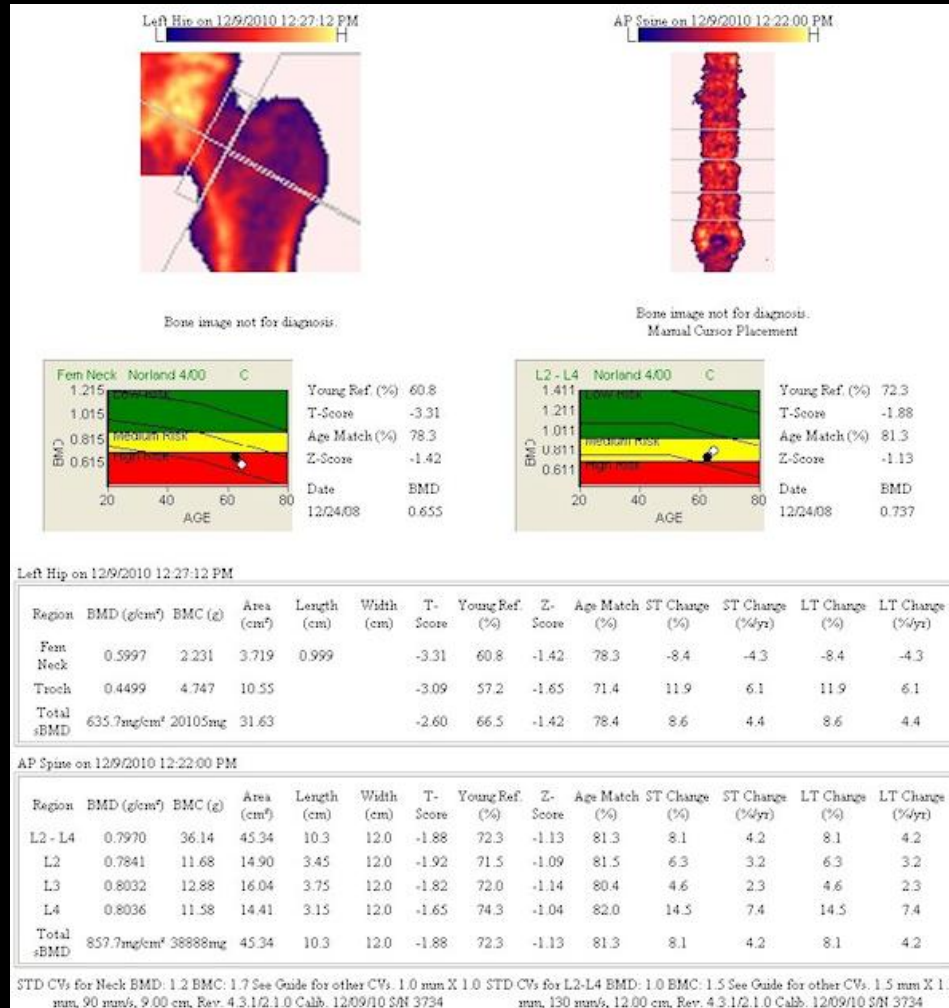 Left Hip on 12/9/2010 12:27:12 PM
L H
Bone image not for diagnosis.
AP Spine on 12/9/2010 12:22:00 PM
L H
Bone image not for diagnosis.
Manual Cursor Placement
Fem Neck Norland 4/00 C
1.215
1.015
0.815
0.615
BMD
Low Risk
Medium Risk
High Risk
20 40 60 80
AGE
Young Ref. (%) 60.8
T-Score -3.31
Age Match (%) 78.3
Z-Score -1.42
Date BMD
12/24/08 0.655
L2 - L4 Norland 4/00 C
1.411
1.211
1.011
0.811
0.611
BMD
Low Risk
Medium Risk
High Risk
20 40 60 80
AGE
Young Ref. (%) 72.3
T-Score -1.88
Age Match (%) 81.3
Z-Score -1.13
Date BMD
12/24/08 0.737
Left Hip on 12/9/2010 12:27:12 PM
Region BMD (g/cm²) BMC (g) Area (cm²) Length (cm) Width (cm) T-Score Young Ref. (%) Z-Score Age Match (%) ST Change (%) ST Change (%/yr) LT Change (%) LT Change (%/yr)
Fem Neck 0.5997 2.231 3.719 0.999 -3.31 60.8 -1.42 78.3 -8.4 -4.3 -8.4 -4.3
Troch 0.4499 4.747 10.55 -3.09 57.2 -1.65 71.4 11.9 6.1 11.9 6.1
Total sBMD 635.7mg/cm² 20105mg 31.63 -2.60 66.5 -1.42 78.4 8.6 4.4 8.6 4.4
AP Spine on 12/9/2010 12:22:00 PM
Region BMD (g/cm²) BMC (g) Area (cm²) Length (cm) Width (cm) T-Score Young Ref. (%) Z-Score Age Match (%) ST Change (%) ST Change (%/yr) LT Change (%) LT Change (%/yr)
L2 - L4 0.7970 36.14 45.34 10.3 12.0 -1.88 72.3 -1.13 81.3 8.1 4.2 8.1 4.2
L2 0.7841 11.68 14.90 3.45 12.0 -1.92 71.5 -1.09 81.5 6.3 3.2 6.3 3.2
L3 0.8032 12.88 16.04 3.75 12.0 -1.82 72.0 -1.14 80.4 4.6 2.3 4.6 2.3
L4 0.8036 11.58 14.41 3.15 12.0 -1.65 74.3 -1.04 82.0 14.5 7.4 14.5 7.4
Total sBMD 857.7mg/cm² 38888mg 45.34 10.3 12.0 -1.88 72.3 -1.13 81.3 8.1 4.2 8.1 4.2
STD CVs for Neck BMD: 1.2 BMC: 1.7 See Guide for other CVs. 1.0 mm X 1.0
mm, 90 mm/s, 9.00 cm, Rev. 4.3.1/2.1.0 Calib. 12/09/10 S/N 3734
STD CVs for L2-L4 BMD: 1.0 BMC: 1.5 See Guide for other CVs. 1.5 mm X 1
mm, 130 mm/s, 12.00 cm, Rev. 4.3.1/2.1.0 Calib. 12/09/10 S/N 3734